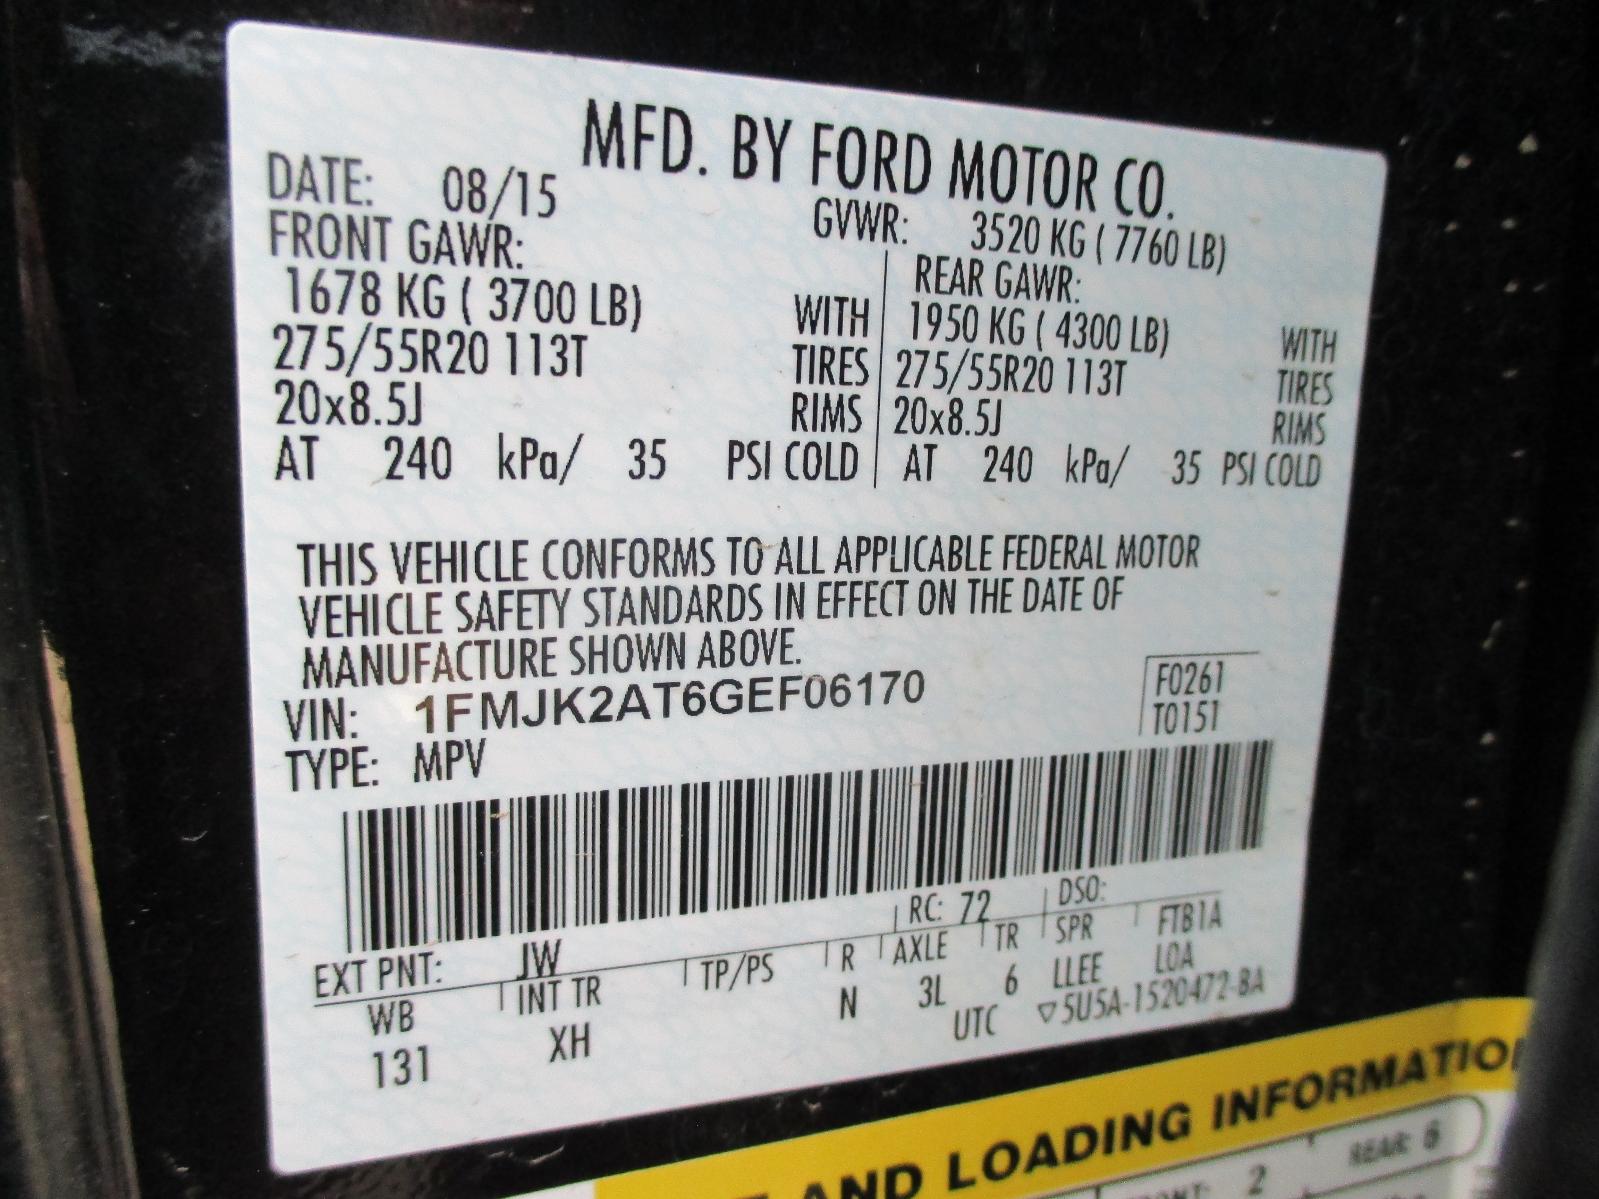 MFD. BY FORD MOTOR CO.
DATE: 08/15 GVWR: 3520 KG ( 7760 LB)
FRONT GAWR: REAR GAWR:
1678 KG ( 3700 LB) WITH 1950 KG ( 4300 LB) WITH
275/55R20 113T TIRES 275/55R20 113T TIRES
20x8.5J RIMS 20x8.5J RIMS
AT 240 kPa/ 35 PSI COLD AT 240 kPa/ 35 PSI COLD
THIS VEHICLE CONFORMS TO ALL APPLICABLE FEDERAL MOTOR
VEHICLE SAFETY STANDARDS IN EFFECT ON THE DATE OF
MANUFACTURE SHOWN ABOVE.
VIN: 1FMJK2AT6GEF06170 F0261
TYPE: MPV T0151
EXT PNT: JW RC: 72 DSO:
WB INT TR TP/PS R AXLE TR SPR FTB1A
131 XH N 3L 6 LLEE LOA
UTC ▽5U5A-1520472-BA
AND LOADING INFORMATIO
2 REAR: 5